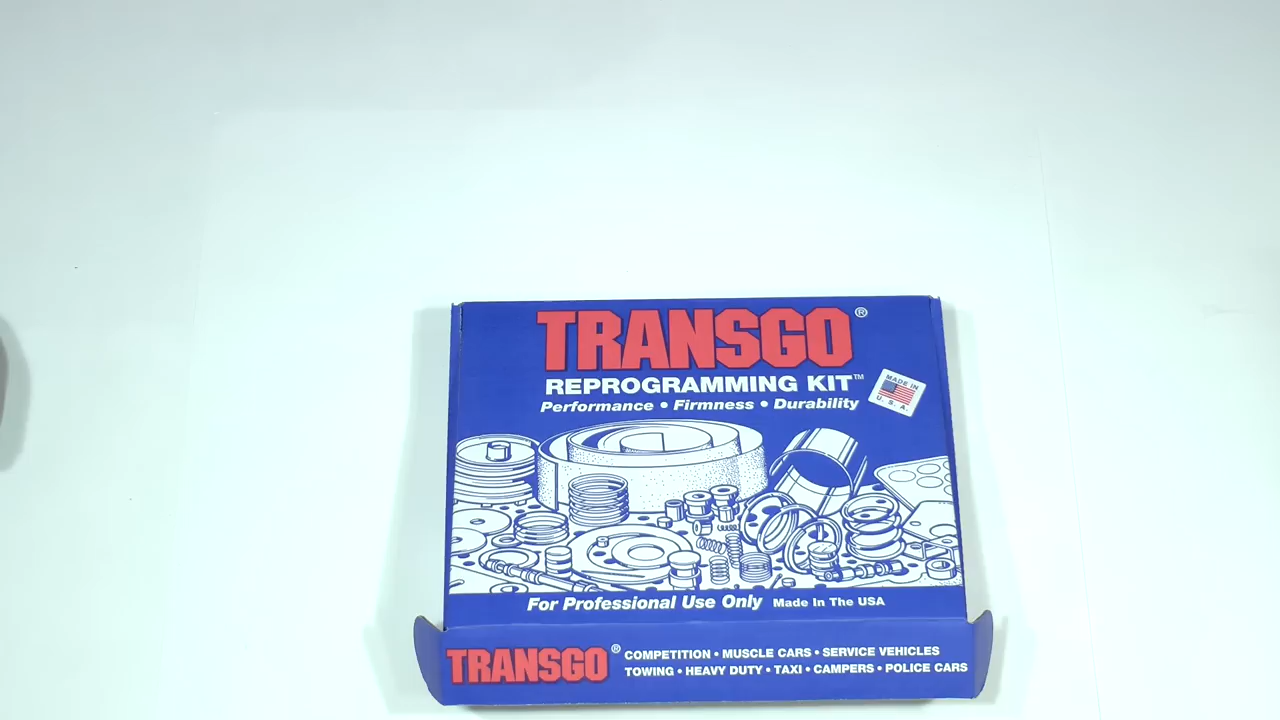 TRANSGO®
REPROGRAMMING KIT™
Performance • Firmness • Durability
MADE IN
U. S. A.
For Professional Use Only Made In The USA
TRANSGO®
COMPETITION • MUSCLE CARS • SERVICE VEHICLES
TOWING • HEAVY DUTY • TAXI • CAMPERS • POLICE CARS